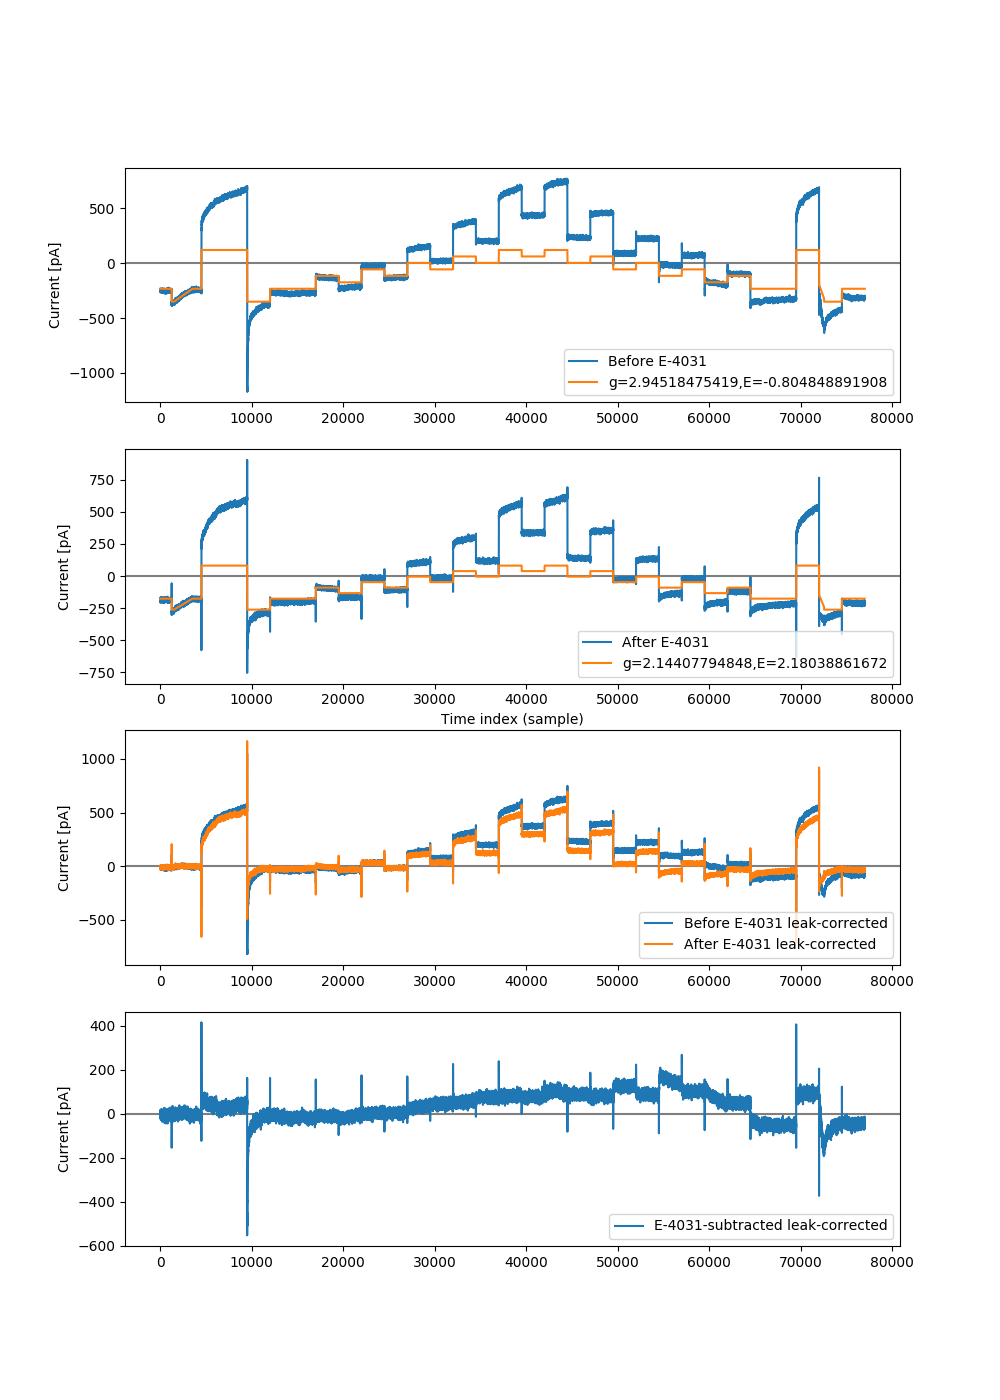 500
0
−500
−1000
Current [pA]
Before E-4031
g=2.94518475419,E=-0.804848891908
0 10000 20000 30000 40000 50000 60000 70000 80000
750
500
250
0
−250
−500
−750
Current [pA]
After E-4031
g=2.14407794848,E=2.18038861672
0 10000 20000 30000 40000 50000 60000 70000 80000
Time index (sample)
1000
500
0
−500
Current [pA]
Before E-4031 leak-corrected
After E-4031 leak-corrected
0 10000 20000 30000 40000 50000 60000 70000 80000
400
200
0
−200
−400
−600
Current [pA]
E-4031-subtracted leak-corrected
0 10000 20000 30000 40000 50000 60000 70000 80000